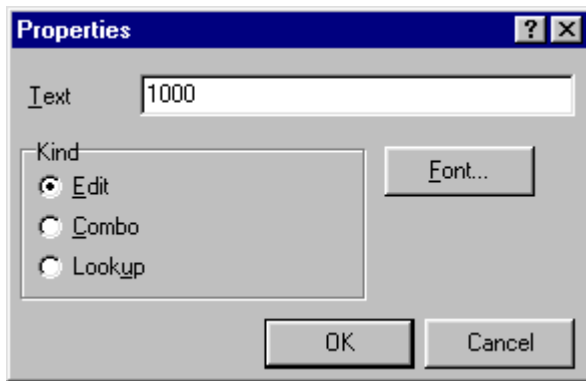 Properties
Text 1000
Kind
Edit
Font...
Combo
Lookup
OK Cancel